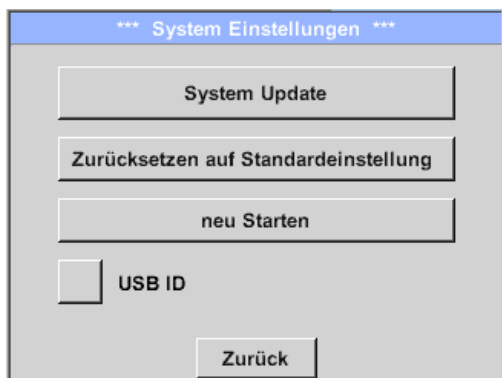 *** System Einstellungen ***
System Update
Zurücksetzen auf Standardeinstellung
neu Starten
USB ID
Zurück